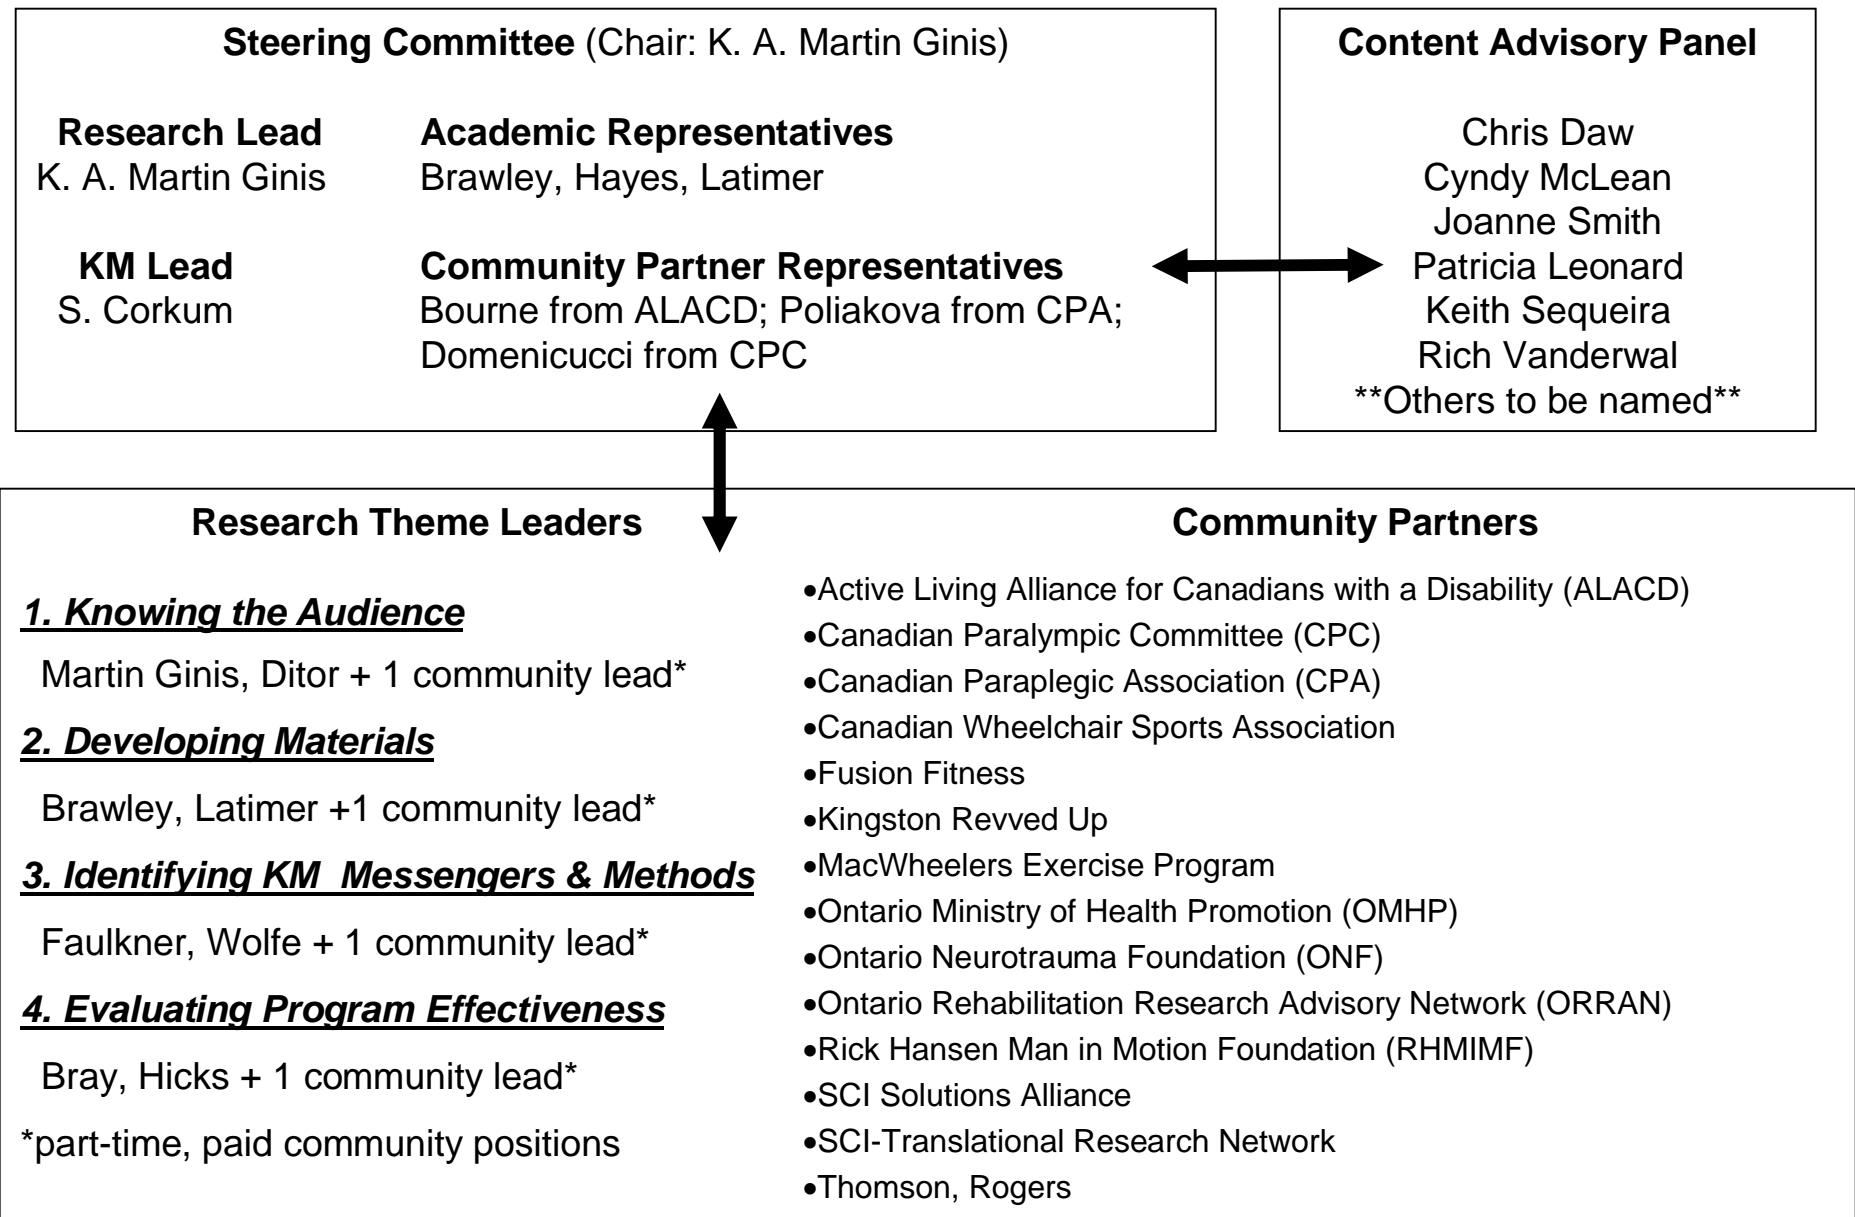 Steering Committee (Chair: K. A. Martin Ginis)
Research Lead
K. A. Martin Ginis
Academic Representatives
Brawley, Hayes, Latimer
KM Lead
S. Corkum
Community Partner Representatives
Bourne from ALACD; Poliakova from CPA;
Domenicucci from CPC
Content Advisory Panel
Chris Daw
Cyndy McLean
Joanne Smith
Patricia Leonard
Keith Sequeira
Rich Vanderwal
**Others to be named**
Research Theme Leaders
1. Knowing the Audience
Martin Ginis, Ditor + 1 community lead*
2. Developing Materials
Brawley, Latimer +1 community lead*
3. Identifying KM  Messengers & Methods
Faulkner, Wolfe + 1 community lead*
4. Evaluating Program Effectiveness
Bray, Hicks + 1 community lead*
*part-time, paid community positions
Community Partners
•Active Living Alliance for Canadians with a Disability (ALACD)
•Canadian Paralympic Committee (CPC)
•Canadian Paraplegic Association (CPA)
•Canadian Wheelchair Sports Association
•Fusion Fitness
•Kingston Revved Up
•MacWheelers Exercise Program
•Ontario Ministry of Health Promotion (OMHP)
•Ontario Neurotrauma Foundation (ONF)
•Ontario Rehabilitation Research Advisory Network (ORRAN)
•Rick Hansen Man in Motion Foundation (RHMIMF)
•SCI Solutions Alliance
•SCI-Translational Research Network
•Thomson, Rogers